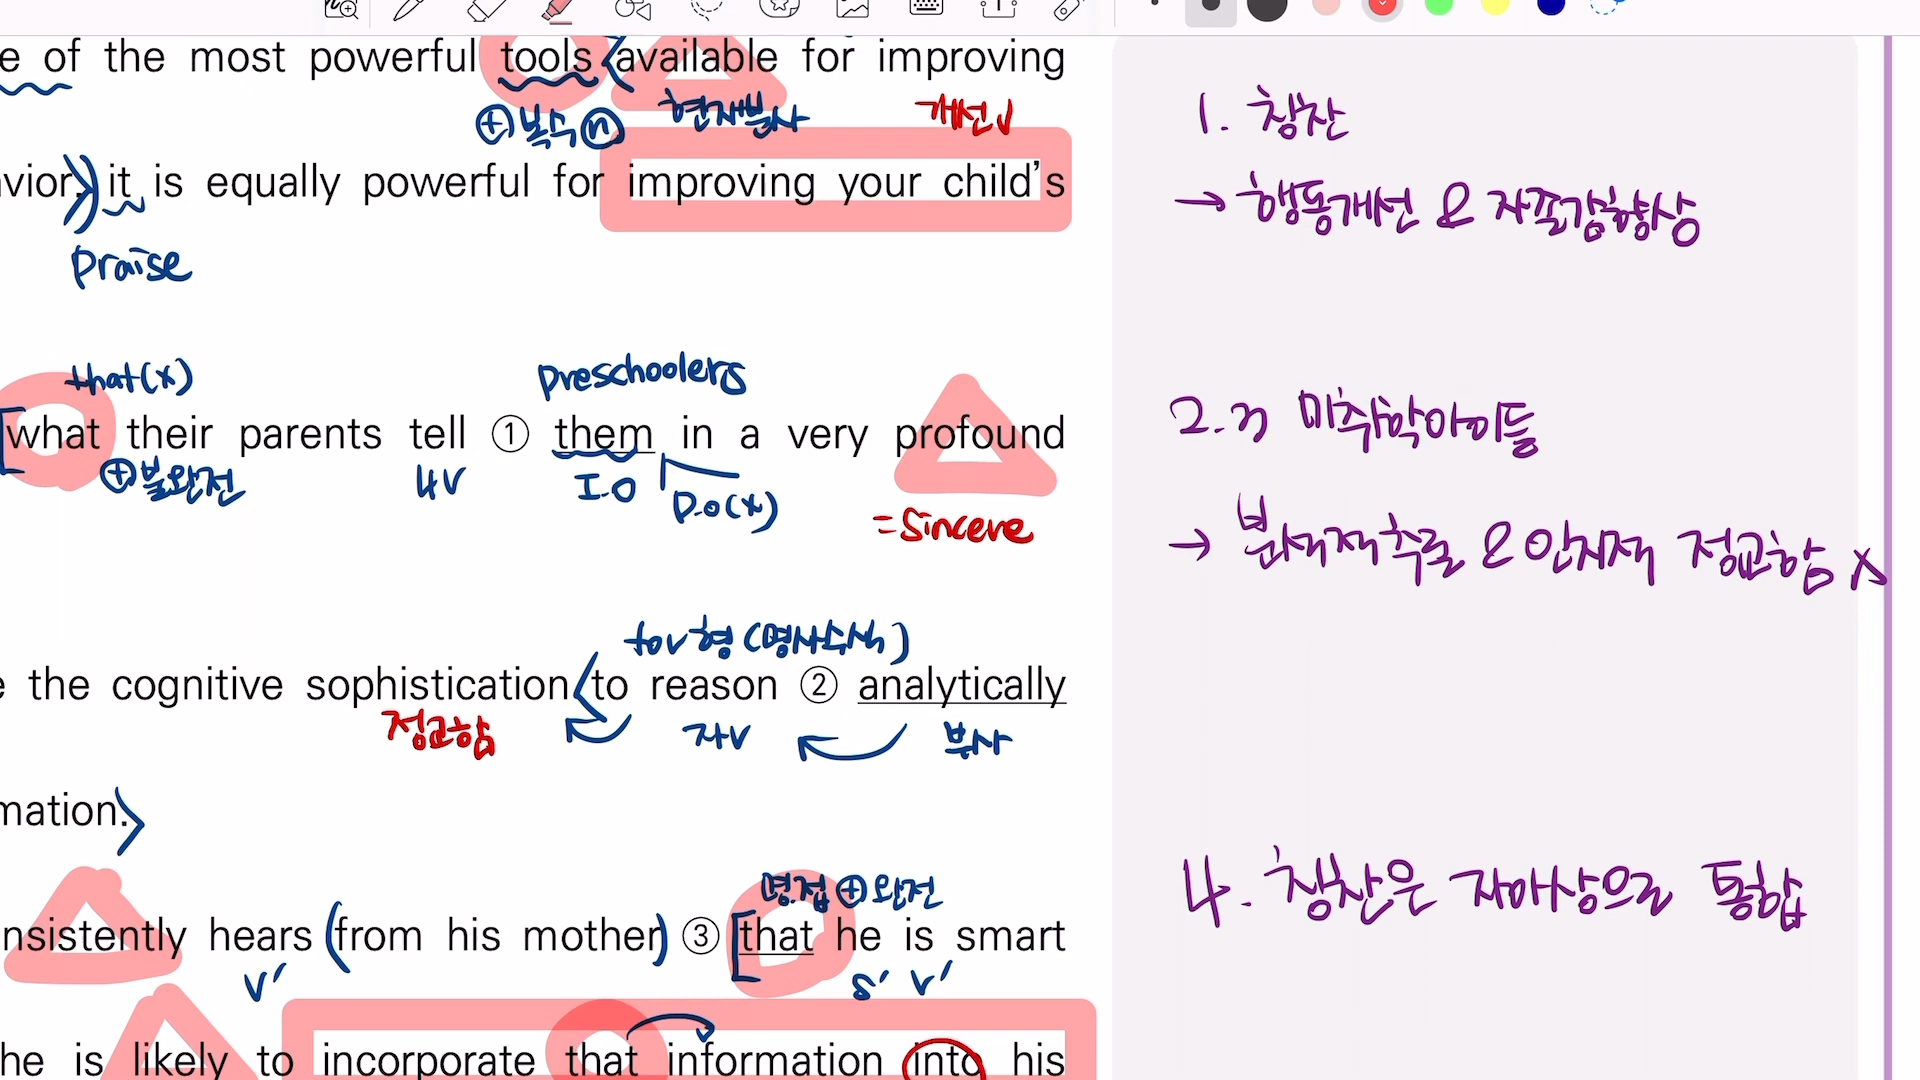 e of the most powerful tools available for improving
⊕복수ⓝ 현재분사 개선
1. 칭찬
vior, it is equally powerful for improving your child's
→ 행동개선 & 자존감향상
praise
that(x) preschoolers
what their parents tell ① them in a very profound
2.3 미취학아이들
⊕불완전 4V I.O D.O(x) =Sincere
→ 분석적추론 & 인지적 정교함 x
toV 형(명사수식)
e the cognitive sophistication to reason ② analytically
정교함 자V 부사
mation.
명.접 ⊕완전
4. 칭찬은 자아상으로 통합
nsistently hears (from his mother) ③ that he is smart
V' S' V'
he is likely to incorporate that information into his